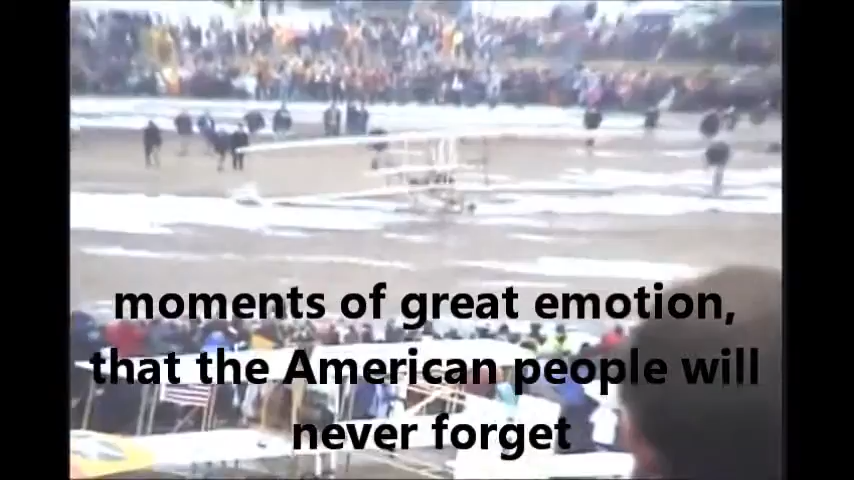 moments of great emotion,
that the American people will
never forget